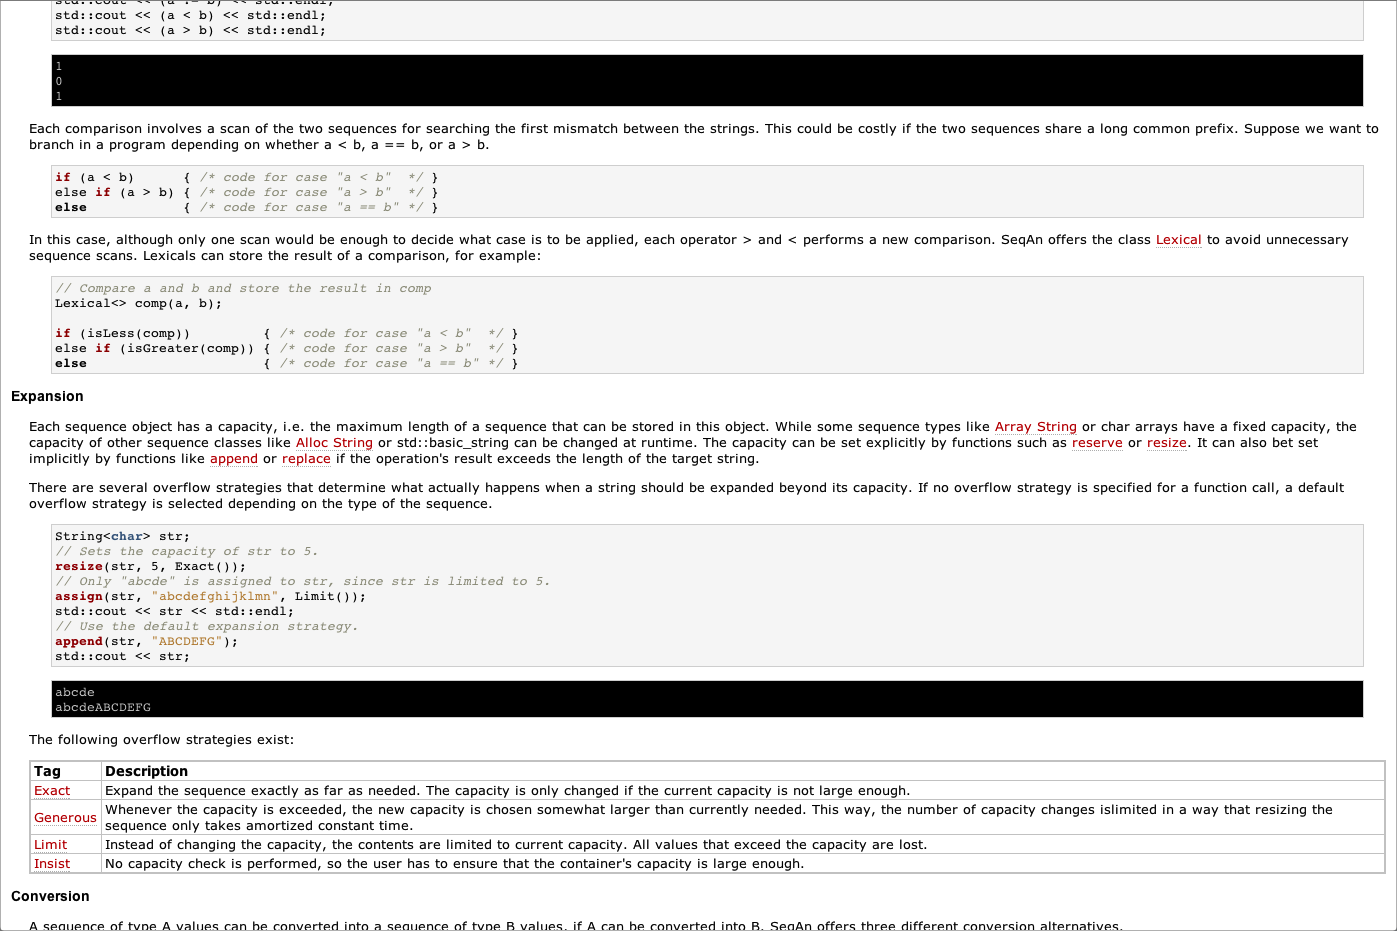 std::cout << (a != b) << std::endl;
std::cout << (a < b) << std::endl;
std::cout << (a > b) << std::endl;
1
0
1
Each comparison involves a scan of the two sequences for searching the first mismatch between the strings. This could be costly if the two sequences share a long common prefix. Suppose we want to
branch in a program depending on whether a < b, a == b, or a > b.
if (a < b)      { /* code for case "a < b"  */ }
else if (a > b) { /* code for case "a > b"  */ }
else            { /* code for case "a == b" */ }
In this case, although only one scan would be enough to decide what case is to be applied, each operator > and < performs a new comparison. SeqAn offers the class Lexical to avoid unnecessary
sequence scans. Lexicals can store the result of a comparison, for example:
// Compare a and b and store the result in comp
Lexical<> comp(a, b);
if (isLess(comp))         { /* code for case "a < b"  */ }
else if (isGreater(comp)) { /* code for case "a > b"  */ }
else                      { /* code for case "a == b" */ }
Expansion
Each sequence object has a capacity, i.e. the maximum length of a sequence that can be stored in this object. While some sequence types like Array String or char arrays have a fixed capacity, the
capacity of other sequence classes like Alloc String or std::basic_string can be changed at runtime. The capacity can be set explicitly by functions such as reserve or resize. It can also bet set
implicitly by functions like append or replace if the operation's result exceeds the length of the target string.
There are several overflow strategies that determine what actually happens when a string should be expanded beyond its capacity. If no overflow strategy is specified for a function call, a default
overflow strategy is selected depending on the type of the sequence.
String<char> str;
// Sets the capacity of str to 5.
resize(str, 5, Exact());
// Only "abcde" is assigned to str, since str is limited to 5.
assign(str, "abcdefghijklmn", Limit());
std::cout << str << std::endl;
// Use the default expansion strategy.
append(str, "ABCDEFG");
std::cout << str;
abcde
abcdeABCDEFG
The following overflow strategies exist:
Tag Description
Exact Expand the sequence exactly as far as needed. The capacity is only changed if the current capacity is not large enough.
Generous Whenever the capacity is exceeded, the new capacity is chosen somewhat larger than currently needed. This way, the number of capacity changes islimited in a way that resizing the
sequence only takes amortized constant time.
Limit Instead of changing the capacity, the contents are limited to current capacity. All values that exceed the capacity are lost.
Insist No capacity check is performed, so the user has to ensure that the container's capacity is large enough.
Conversion
A sequence of type A values can be converted into a sequence of type B values, if A can be converted into B. SeqAn offers three different conversion alternatives.